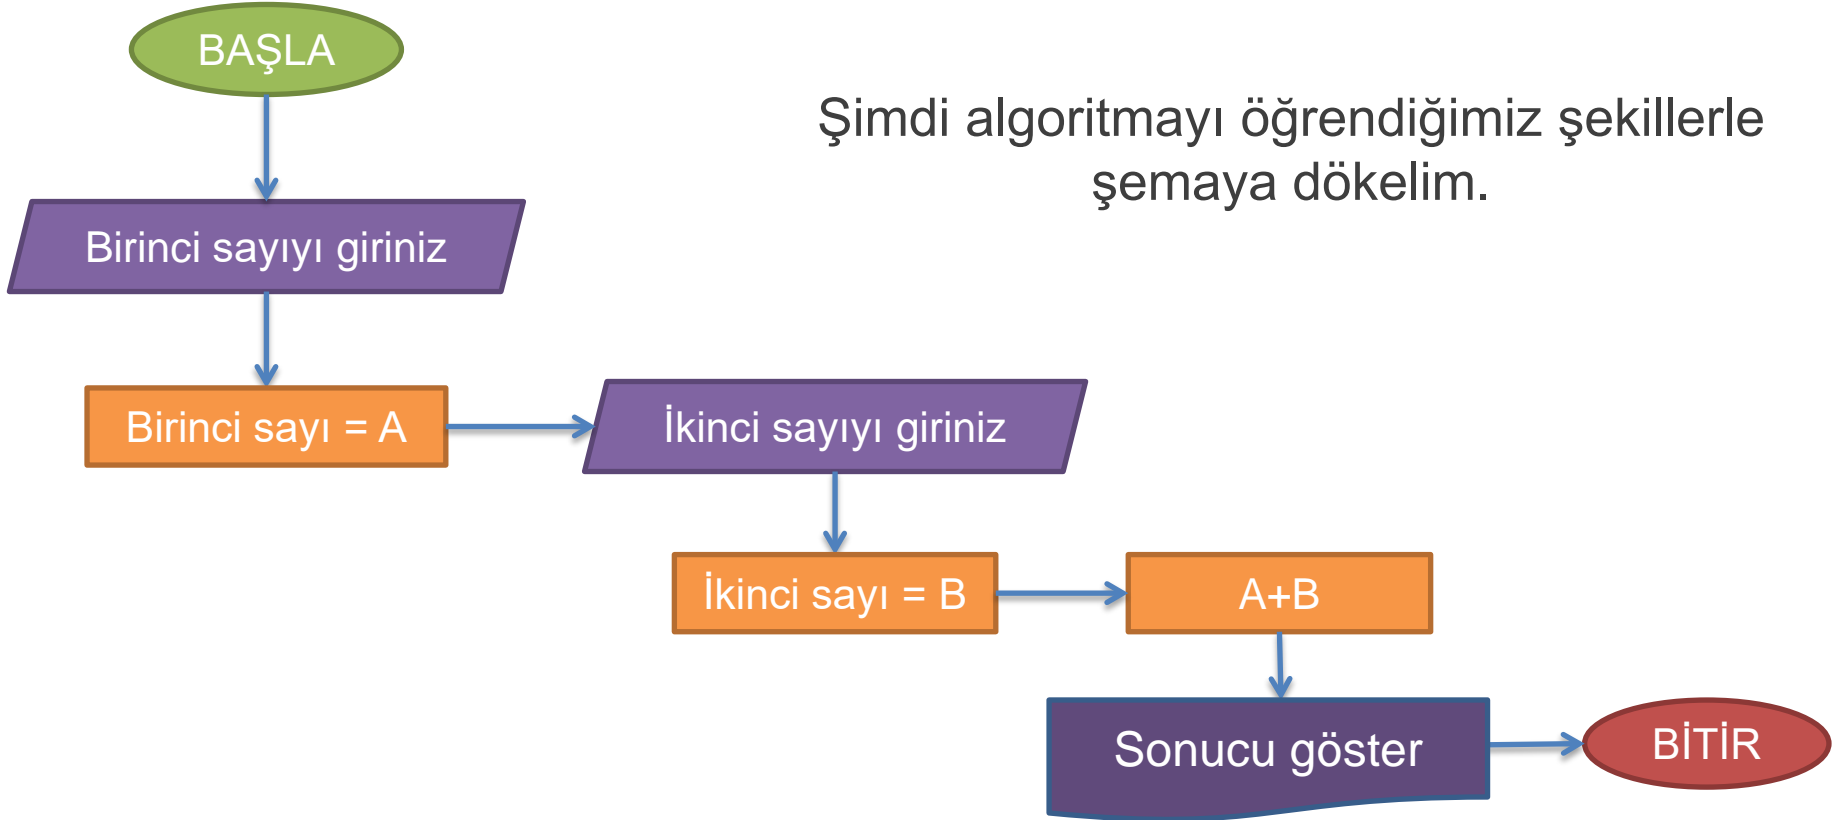 BAŞLA
Şimdi algoritmayı öğrendiğimiz şekillerle
şemaya dökelim.
Birinci sayıyı giriniz
Birinci sayı = A
İkinci sayıyı giriniz
İkinci sayı = B
A+B
Sonucu göster
BİTİR